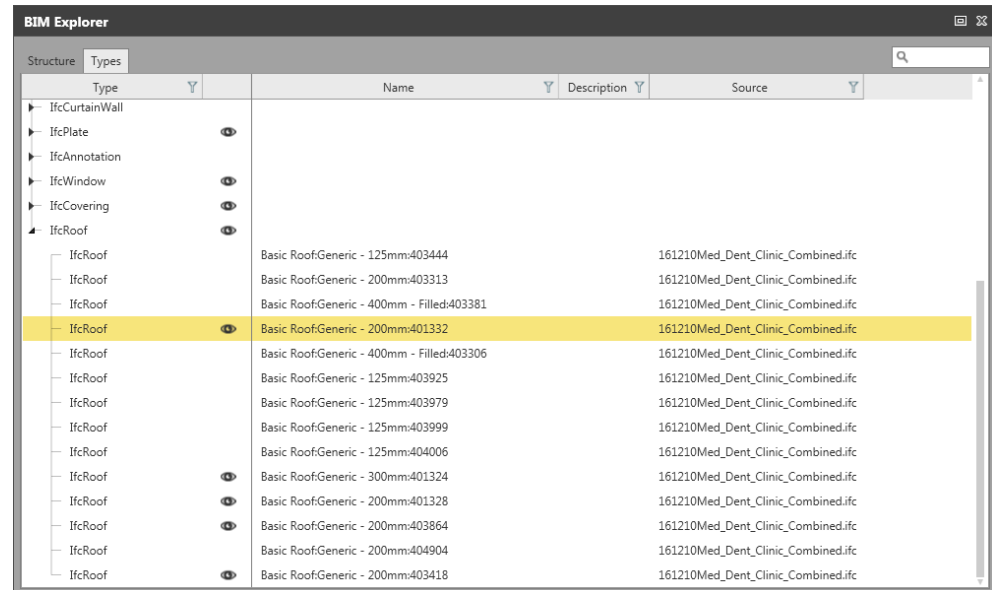 BIM Explorer
Structure Types
Type Name Description Source
IfcCurtainWall
IfcPlate
IfcAnnotation
IfcWindow
IfcCovering
IfcRoof
IfcRoof Basic Roof:Generic - 125mm:403444 161210Med_Dent_Clinic_Combined.ifc
IfcRoof Basic Roof:Generic - 200mm:403313 161210Med_Dent_Clinic_Combined.ifc
IfcRoof Basic Roof:Generic - 400mm - Filled:403381 161210Med_Dent_Clinic_Combined.ifc
IfcRoof Basic Roof:Generic - 200mm:401332 161210Med_Dent_Clinic_Combined.ifc
IfcRoof Basic Roof:Generic - 400mm - Filled:403306 161210Med_Dent_Clinic_Combined.ifc
IfcRoof Basic Roof:Generic - 125mm:403925 161210Med_Dent_Clinic_Combined.ifc
IfcRoof Basic Roof:Generic - 125mm:403979 161210Med_Dent_Clinic_Combined.ifc
IfcRoof Basic Roof:Generic - 125mm:403999 161210Med_Dent_Clinic_Combined.ifc
IfcRoof Basic Roof:Generic - 125mm:404006 161210Med_Dent_Clinic_Combined.ifc
IfcRoof Basic Roof:Generic - 300mm:401324 161210Med_Dent_Clinic_Combined.ifc
IfcRoof Basic Roof:Generic - 200mm:401328 161210Med_Dent_Clinic_Combined.ifc
IfcRoof Basic Roof:Generic - 200mm:403864 161210Med_Dent_Clinic_Combined.ifc
IfcRoof Basic Roof:Generic - 200mm:404904 161210Med_Dent_Clinic_Combined.ifc
IfcRoof Basic Roof:Generic - 200mm:403418 161210Med_Dent_Clinic_Combined.ifc